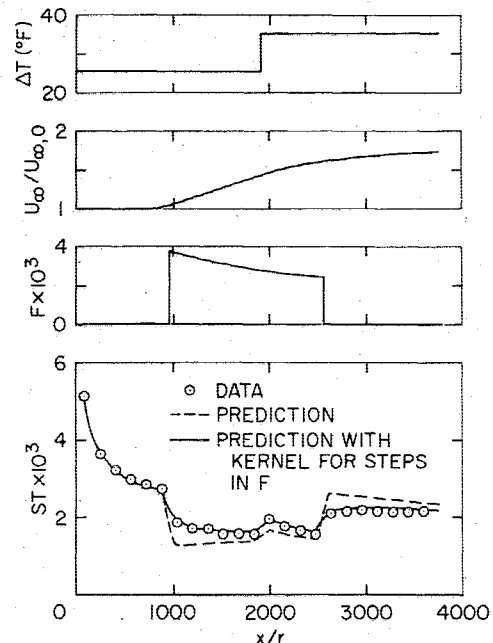 40
ΔT (°F)
20
2
U∞/U∞,0
1
4
F×10³
0
6
ST×10³
4
2
0
DATA
PREDICTION
PREDICTION WITH
KERNEL FOR STEPS
IN F
0 1000 2000 3000 4000
x/r